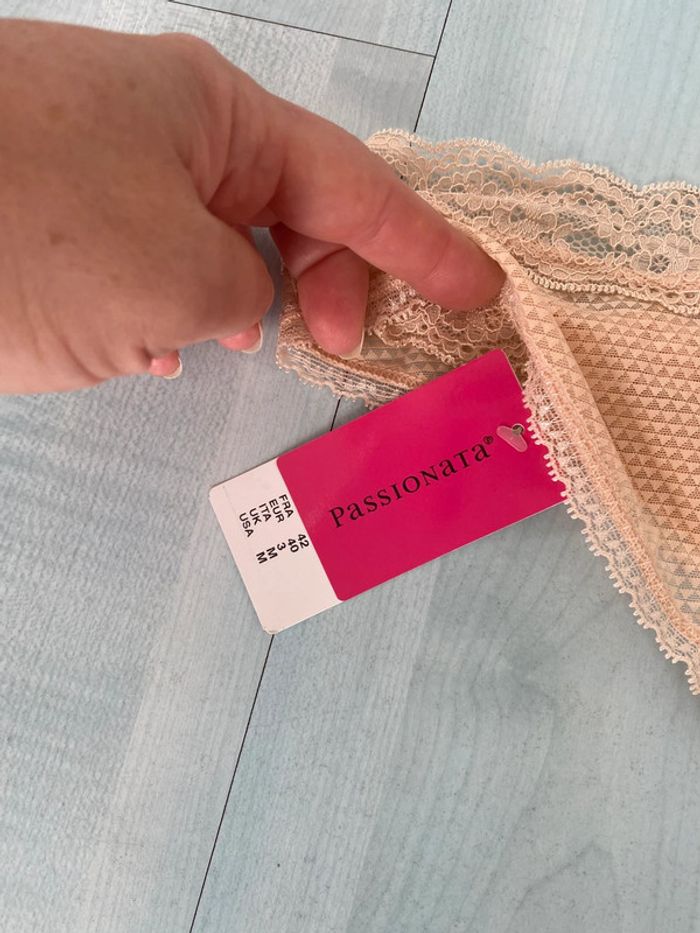 PASSIONATA®
FRA 42
EUR 40
ITA 3
UK M
USA M